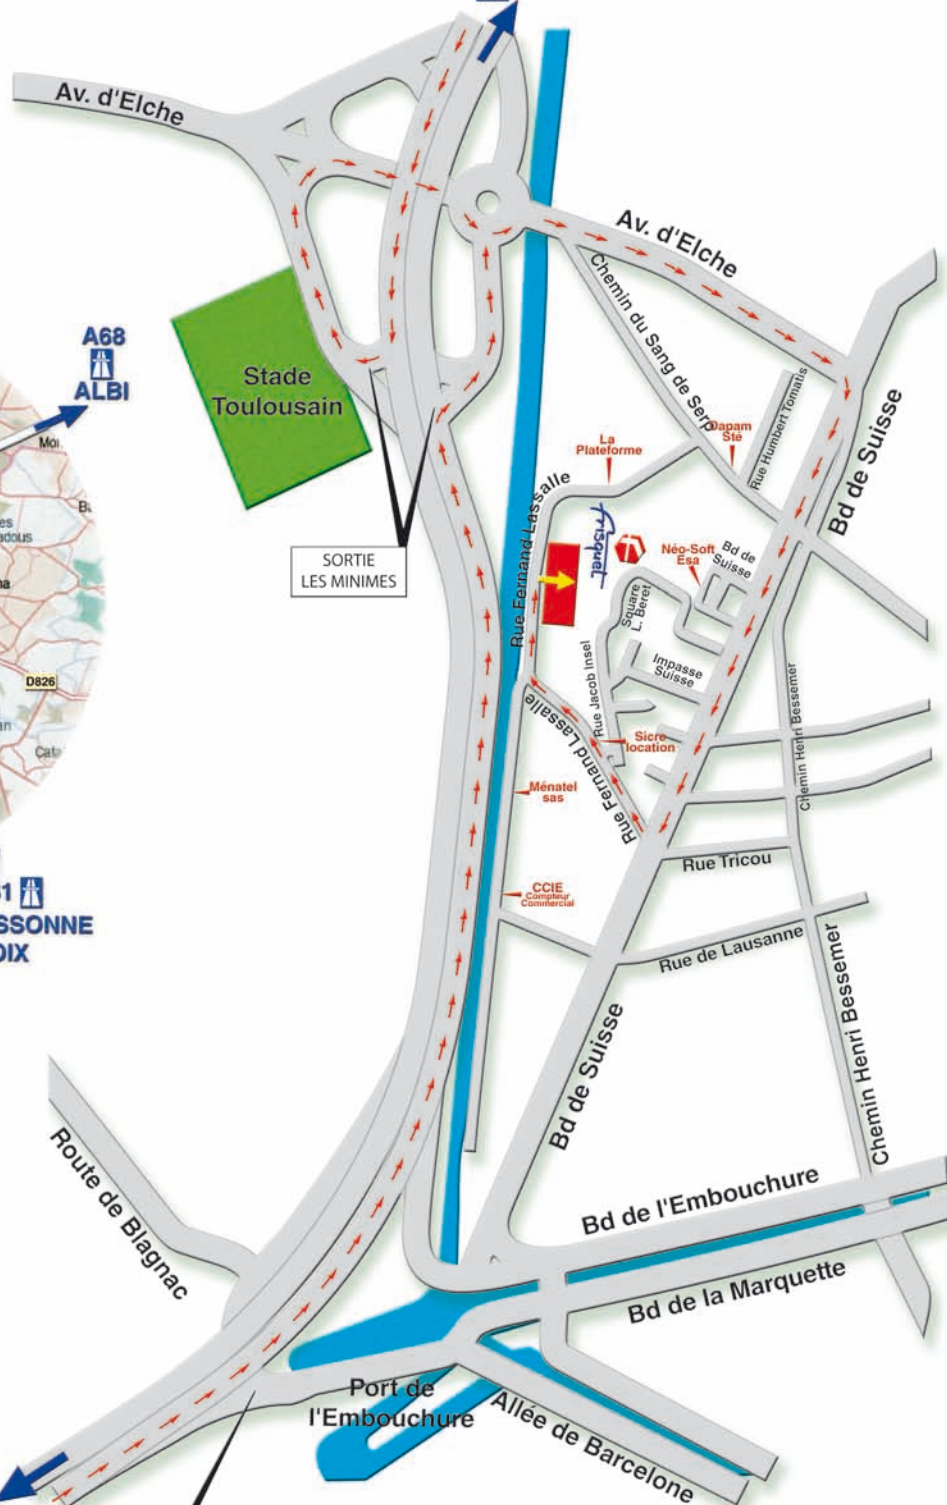 Av. d'Elche
Av. d'Elche
Chemin du Sang de Serp
A68
ALBI
Stade
Toulousain
Rue Humbert Tomatis
Dapam
Sté
Bd de Suisse
La
Plateforme
Rue Fernand Lassalle
frisquet
SORTIE
LES MINIMES
Néo-Soft
Esa
Bd de
Suisse
Square
L. Beret
Impasse
Suisse
Rue Jacob Insel
D826
Rue Fernand Lassalle
Lassalle
Sicre
location
Chemin Henri Bessemer
Ménatel
sas
Rue Tricou
CCIE
Compteur
Commercial
Rue de Lausanne
SSONNE
OIX
Bd de Suisse
Chemin Henri Bessemer
Route de Blagnac
Bd de l'Embouchure
Bd de la Marquette
Port de
l'Embouchure
Allée de Barcelone